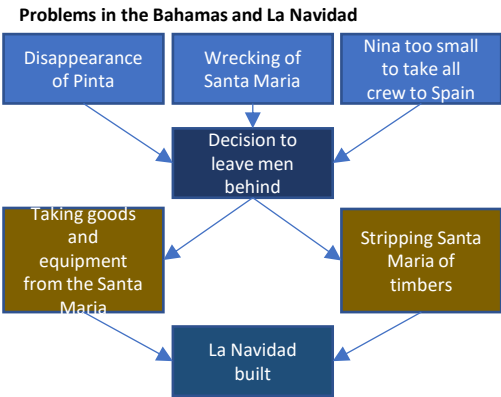 Problems in the Bahamas and La Navidad
Disappearance
of Pinta
Wrecking of
Santa Maria
Nina too small
to take all
crew to Spain
Decision to
leave men
behind
Taking goods
and
equipment
from the Santa
Maria
Stripping Santa
Maria of
timbers
La Navidad
built